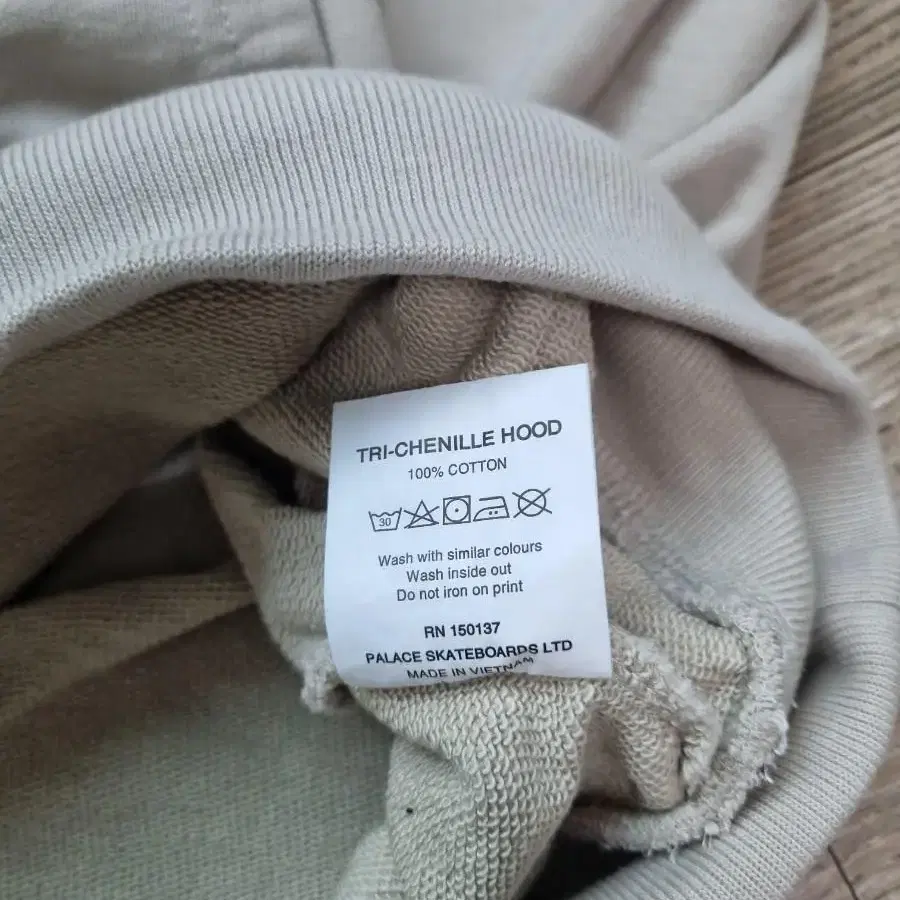 TRI-CHENILLE HOOD
100% COTTON
30
Wash with similar colours
Wash inside out
Do not iron on print
RN 150137
PALACE SKATEBOARDS LTD
MADE IN VIETNAM